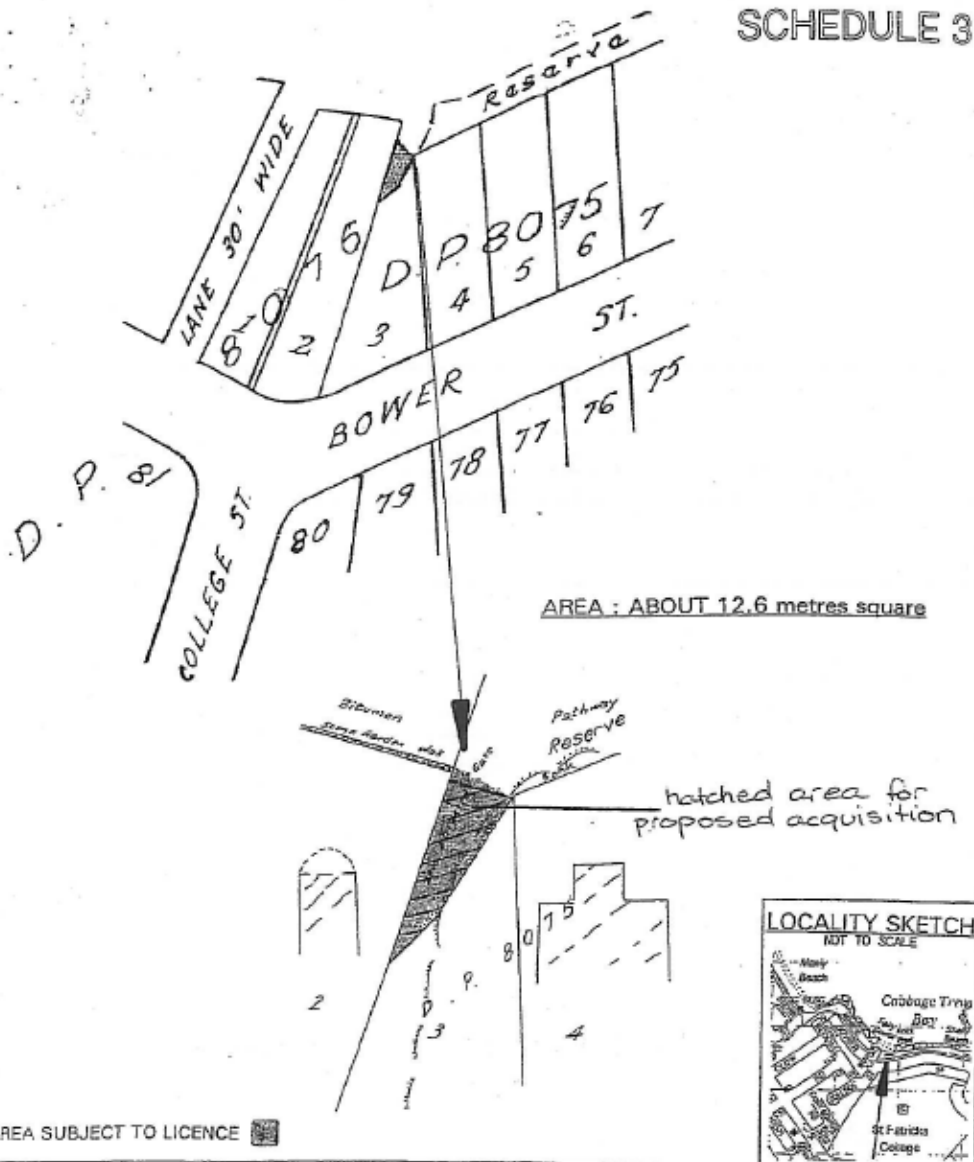 SCHEDULE 3
Reserve
LANE 30' WIDE
D. P. 8075
2
3
4
5
6
7
BOWER ST.
D. P. 81
COLLEGE ST.
80
79
78
77
76
75
AREA : ABOUT 12.6 metres square
Bitumen
Pathway
Reserve
hatched area for
proposed acquisition
2
D. P. 8075
3
4
REA SUBJECT TO LICENCE
LOCALITY SKETCH
NOT TO SCALE
Manly
Beach
Cabbage Tree
Bay
St Patricks
College